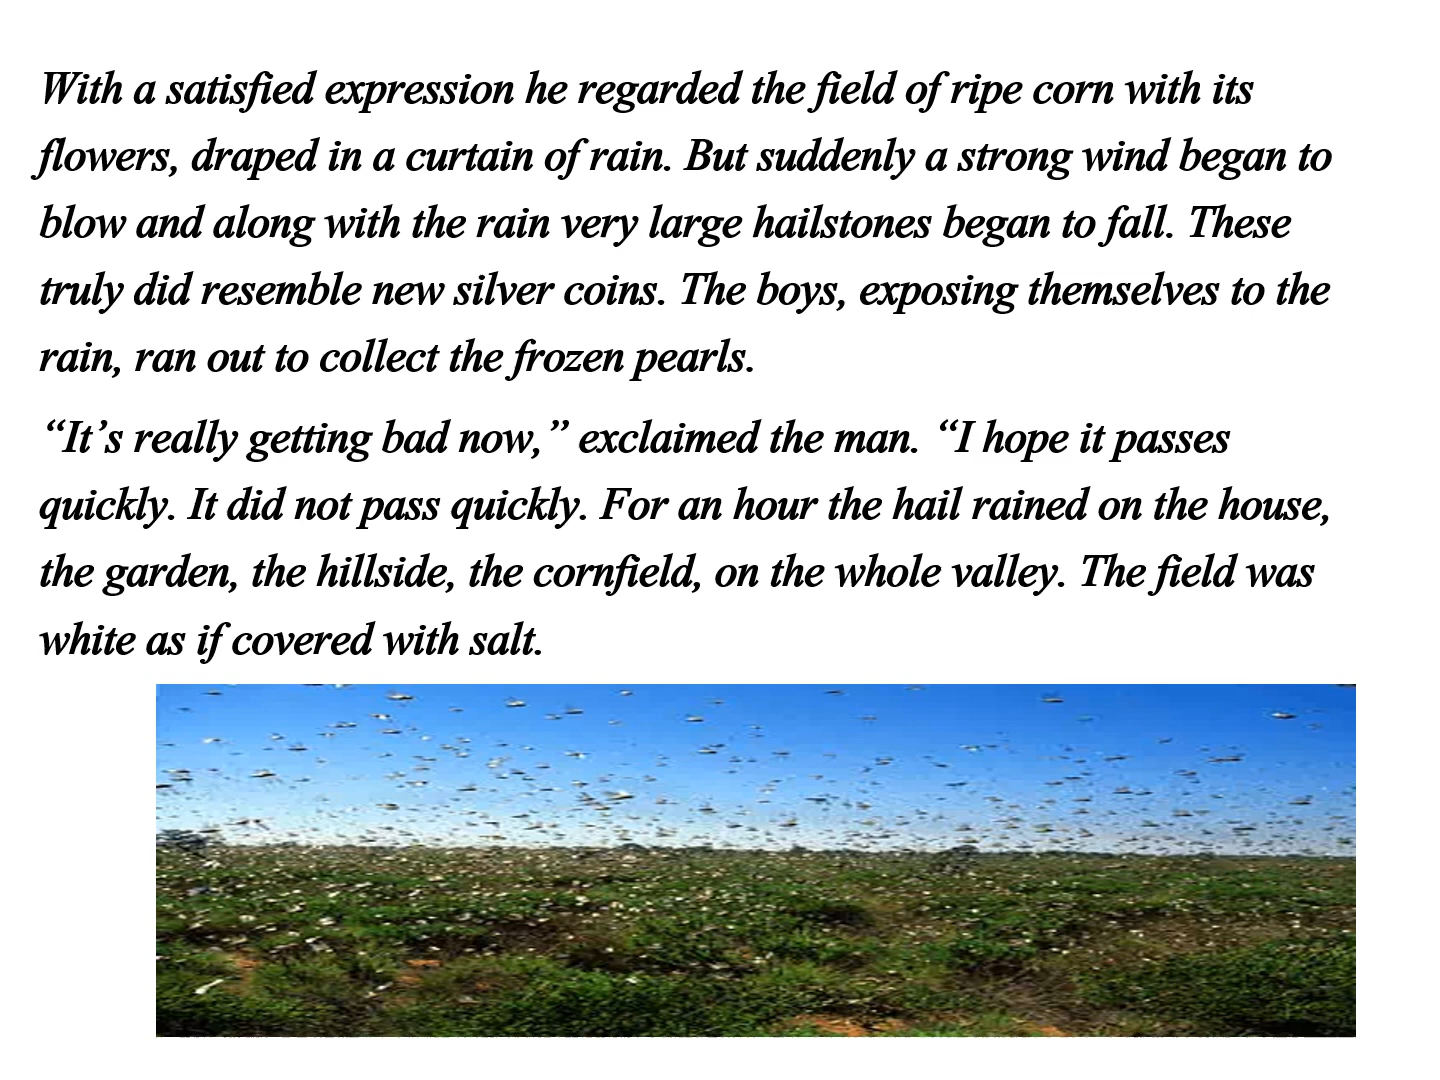 With a satisfied expression he regarded the field of ripe corn with its
flowers, draped in a curtain of rain. But suddenly a strong wind began to
blow and along with the rain very large hailstones began to fall. These
truly did resemble new silver coins. The boys, exposing themselves to the
rain, ran out to collect the frozen pearls.
“It’s really getting bad now,” exclaimed the man. “I hope it passes
quickly. It did not pass quickly. For an hour the hail rained on the house,
the garden, the hillside, the cornfield, on the whole valley. The field was
white as if covered with salt.